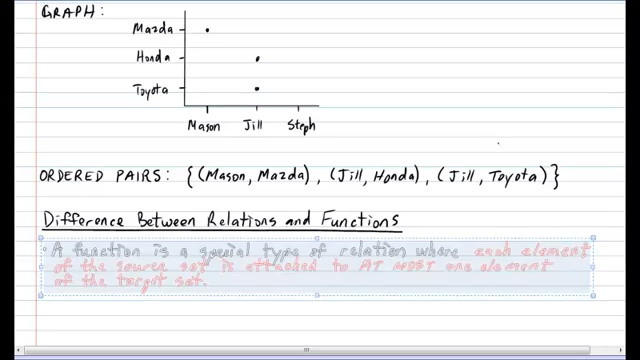 GRAPH:
Mazda
Honda
Toyota
Mason Jill Steph
ORDERED PAIRS: {(Mason, Mazda), (Jill, Honda), (Jill, Toyota)}
Difference Between Relations and Functions
· A function is a special type of relation where each element
of the source set is attached to AT MOST one element
of the target set.